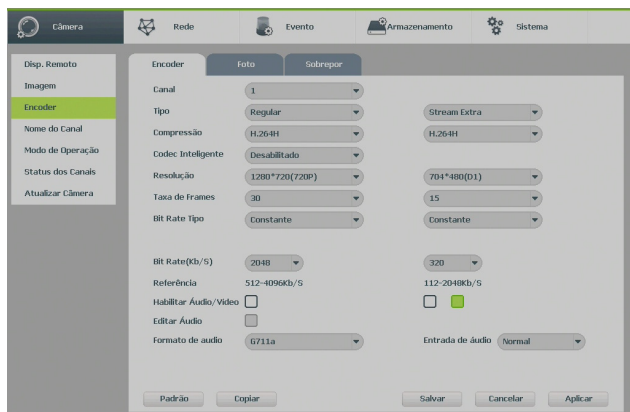 Câmera Rede Evento Armazenamento Sistema
Disp. Remoto
Imagem
Encoder
Nome do Canal
Modo de Operação
Status dos Canais
Atualizar Câmera
Encoder Foto Sobrepor
Canal 1
Tipo Regular Stream Extra
Compressão H.264H H.264H
Codec Inteligente Desabilitado
Resolução 1280*720(720P) 704*480(D1)
Taxa de Frames 30 15
Bit Rate Tipo Constante Constante
Bit Rate(Kb/S) 2048 320
Referência 512-4096Kb/S 112-2048Kb/S
Habilitar Áudio/Vídeo
Editar Áudio
Formato de audio G711a Entrada de áudio Normal
Padrão Copiar Salvar Cancelar Aplicar